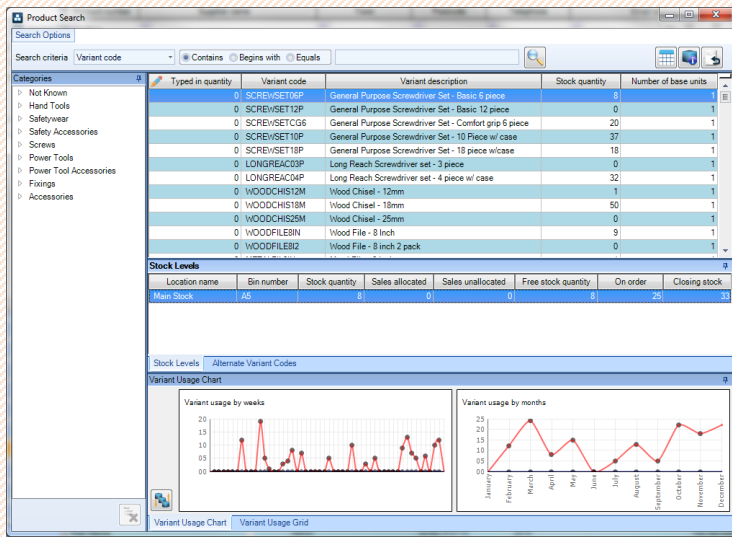 Product Search
Search Options
Search criteria Variant code Contains Begins with Equals
Categories
Not Known
Hand Tools
Safetywear
Safety Accessories
Screws
Power Tools
Power Tool Accessories
Fixings
Accessories
Typed in quantity Variant code Variant description Stock quantity Number of base units
0 SCREWSET06P General Purpose Screwdriver Set - Basic 6 piece 8 1
0 SCREWSET12P General Purpose Screwdriver Set - Basic 12 piece 0 1
0 SCREWSETCG6 General Purpose Screwdriver Set - Comfort grip 6 piece 20 1
0 SCREWSET10P General Purpose Screwdriver Set - 10 Piece w/ case 37 1
0 SCREWSET18P General Purpose Screwdriver Set - 18 piece w/case 18 1
0 LONGREAC03P Long Reach Screwdriver set - 3 piece 0 1
0 LONGREAC04P Long Reach Screwdriver set - 4 piece w/ case 32 1
0 WOODCHIS12M Wood Chisel - 12mm 1 1
0 WOODCHIS18M Wood Chisel - 18mm 50 1
0 WOODCHIS25M Wood Chisel - 25mm 0 1
0 WOODFILE8IN Wood File - 8 Inch 9 1
0 WOODFILE8I2 Wood File - 8 inch 2 pack 0 1
Stock Levels
Location name Bin number Stock quantity Sales allocated Sales unallocated Free stock quantity On order Closing stock
Main Stock A5 8 0 0 8 25 33
Stock Levels Alternate Variant Codes
Variant Usage Chart
Variant usage by weeks
20
15
10
05
00
Variant usage by months
25
20
15
10
05
00
January
February
March
April
May
June
July
August
September
October
November
December
Variant Usage Chart Variant Usage Grid